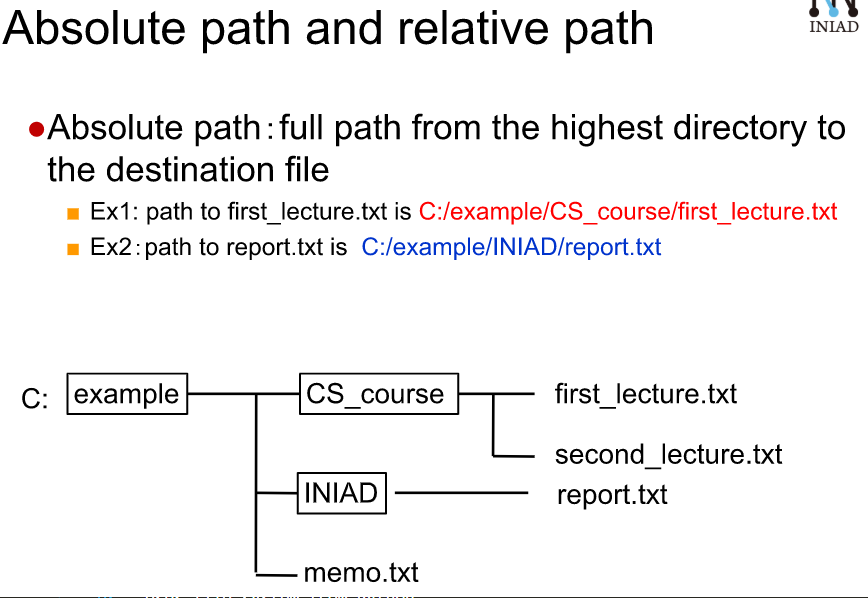 Absolute path and relative path
INIAD
●Absolute path:full path from the highest directory to
the destination file
■ Ex1: path to first_lecture.txt is C:/example/CS_course/first_lecture.txt
■ Ex2:path to report.txt is C:/example/INIAD/report.txt
C: example CS_course first_lecture.txt
second_lecture.txt
INIAD report.txt
memo.txt